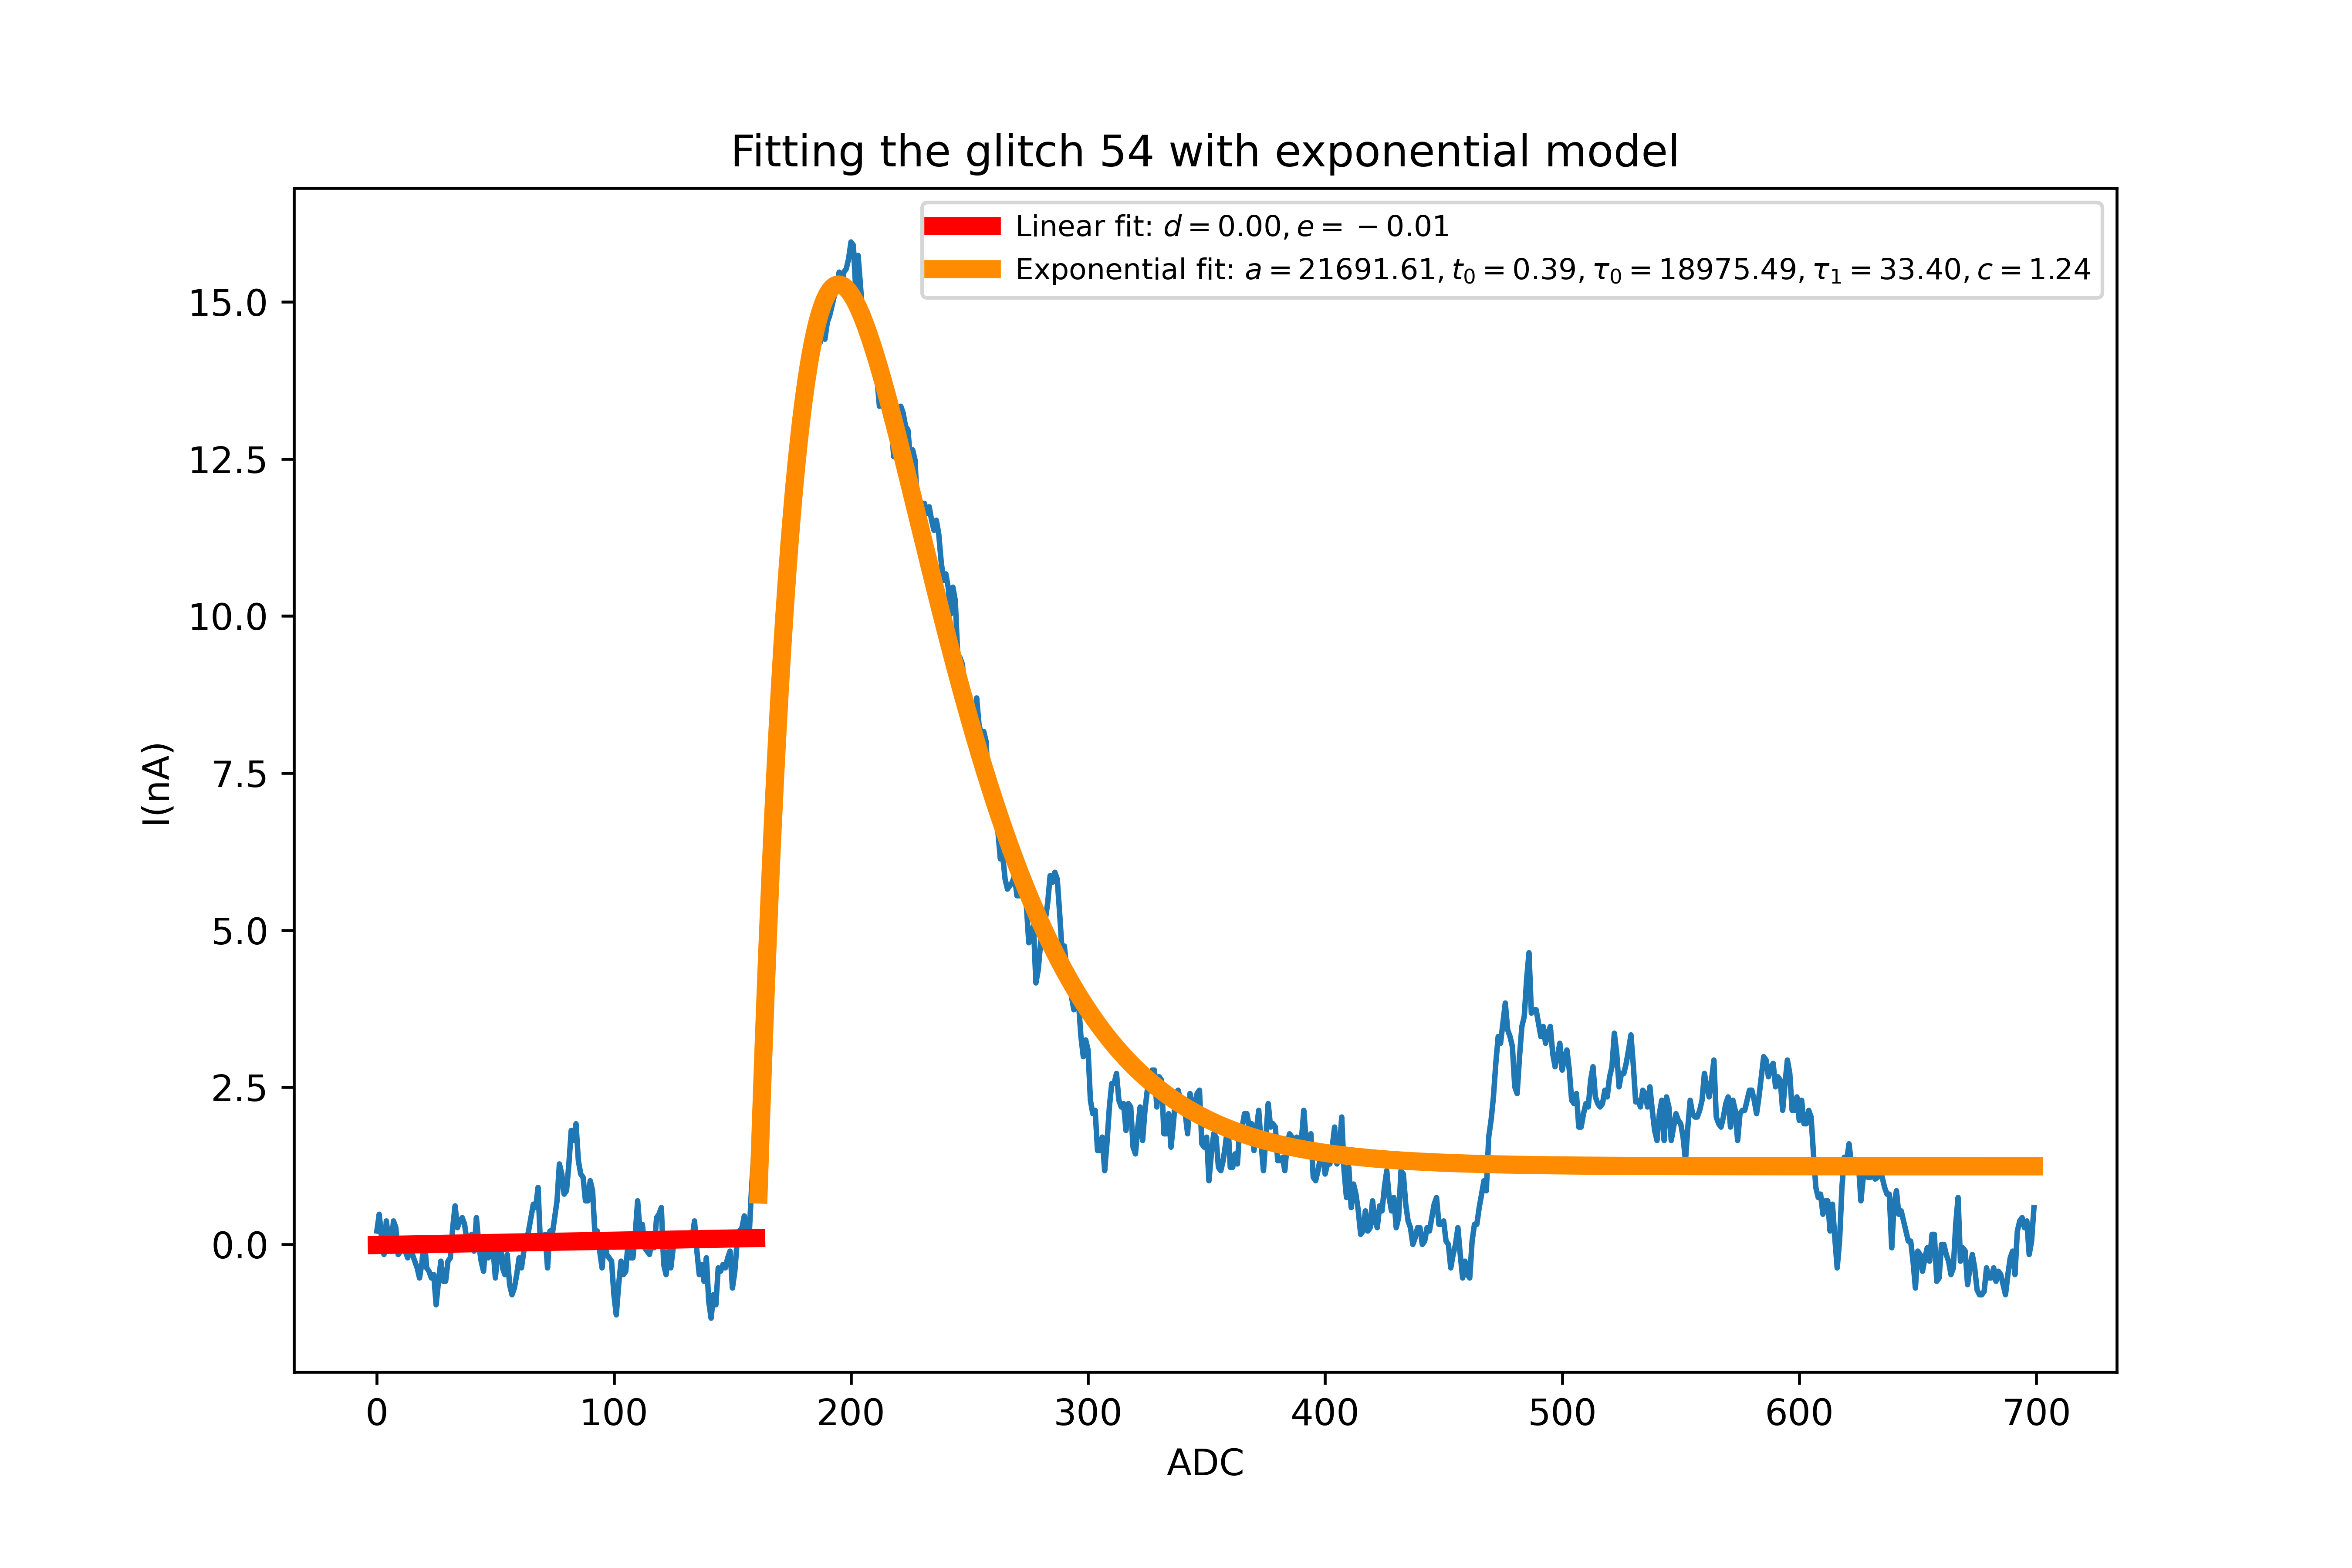 Fitting the glitch 54 with exponential model
Linear fit: d = 0.00, e = − 0.01
Exponential fit: a = 21691.61, t₀ = 0.39, τ₀ = 18975.49, τ₁ = 33.40, c = 1.24
15.0
12.5
10.0
7.5
5.0
2.5
0.0
I(nA)
0 100 200 300 400 500 600 700
ADC